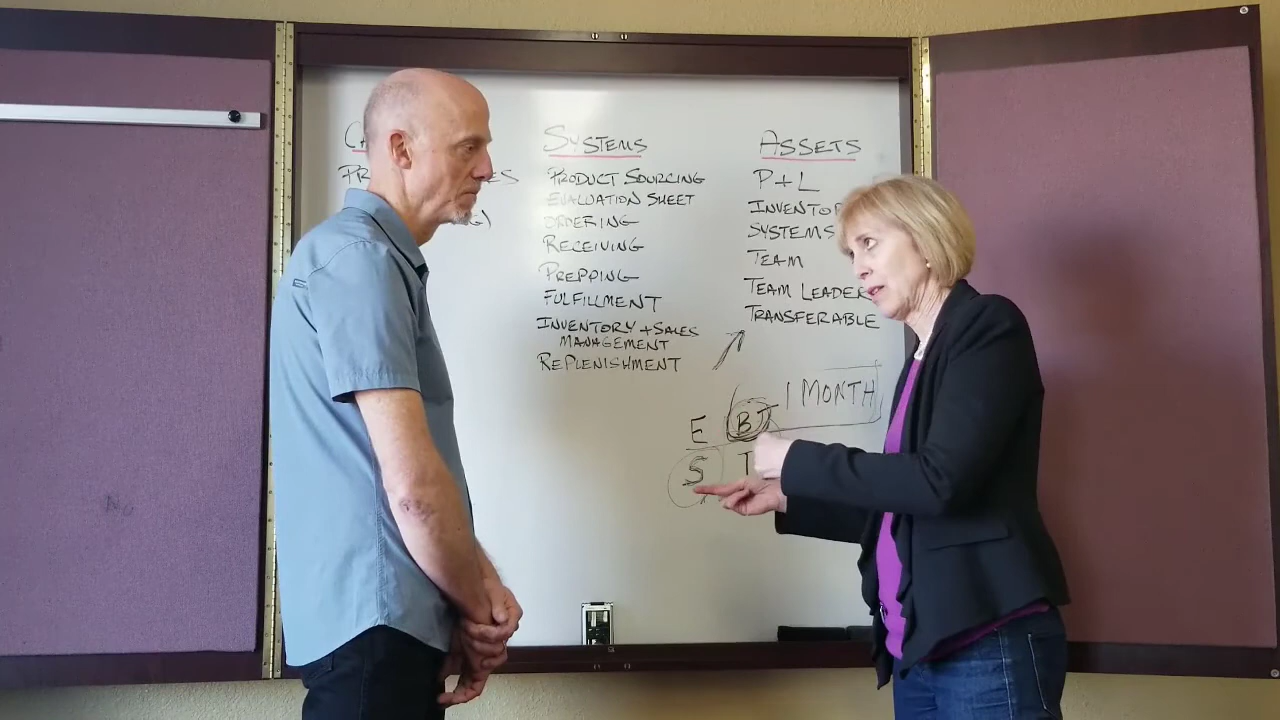 SYSTEMS
PRODUCT SOURCING
EVALUATION SHEET
ORDERING
RECEIVING
PREPPING
FULFILLMENT
INVENTORY + SALES
MANAGEMENT
REPLENISHMENT
ASSETS
P + L
SYSTEMS
TEAM
TEAM LEADER
TRANSFERABLE
1 MONTH
E B
S T